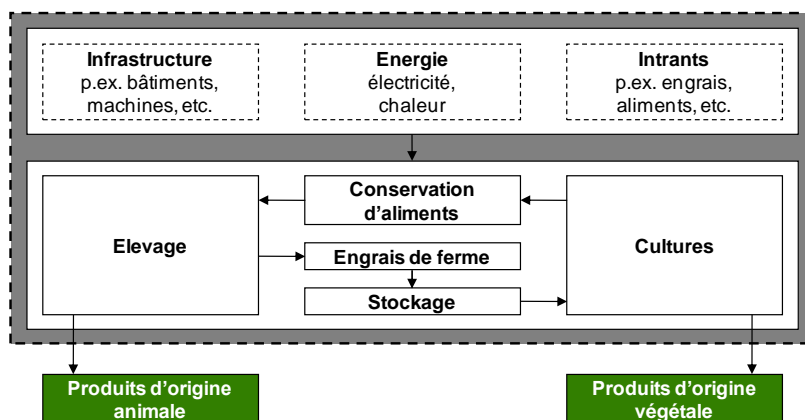 Infrastructure
p.ex. bâtiments,
machines, etc.
Energie
électricité,
chaleur
Intrants
p.ex. engrais,
aliments, etc.
Elevage
Conservation
d'aliments
Engrais de ferme
Stockage
Cultures
Produits d'origine
animale
Produits d'origine
végétale